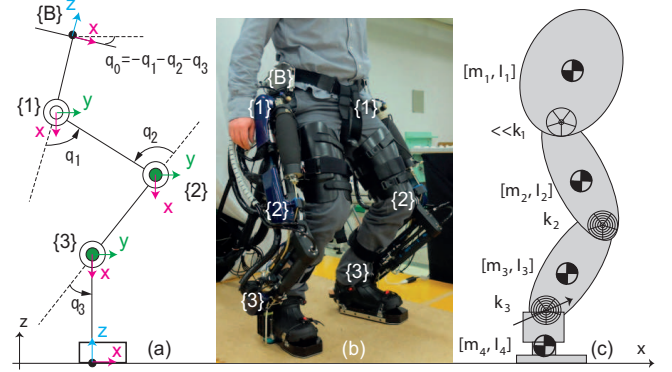 {B}
z
x
q₀=-q₁-q₂-q₃
{1}
y
x
q₁
q₂
y
{2}
x
{3}
y
x
q₃
z
z
x
(a)
{B}
{1}
{1}
{2}
{2}
{3}
{3}
(b)
[m₁, I₁]
<<k₁
[m₂, I₂]
k₂
[m₃, I₃]
k₃
[m₄, I₄]
(c)
x